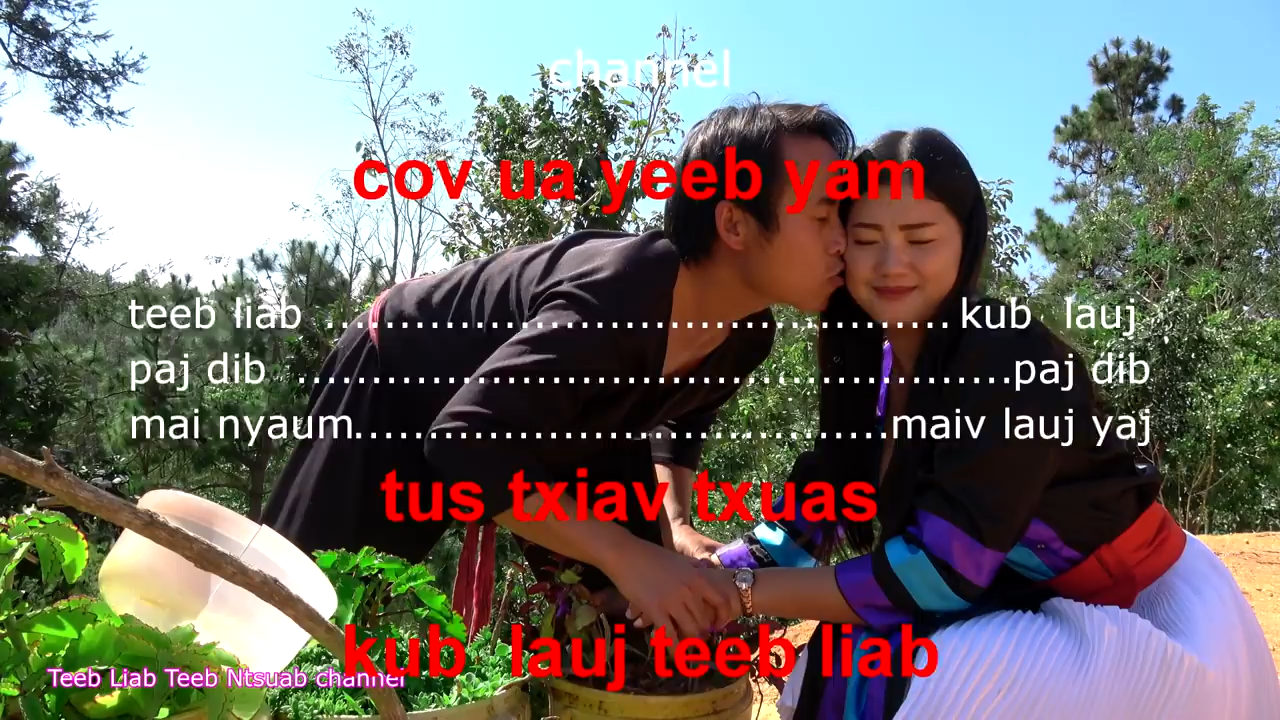 channel
cov ua yeeb yam
teeb liab ............................................ kub lauj
paj dib ..................................................paj dib
mai nyaum......................................maiv lauj yaj
tus txiav txuas
kub lauj teeb liab
Teeb Liab Teeb Ntsuab channel